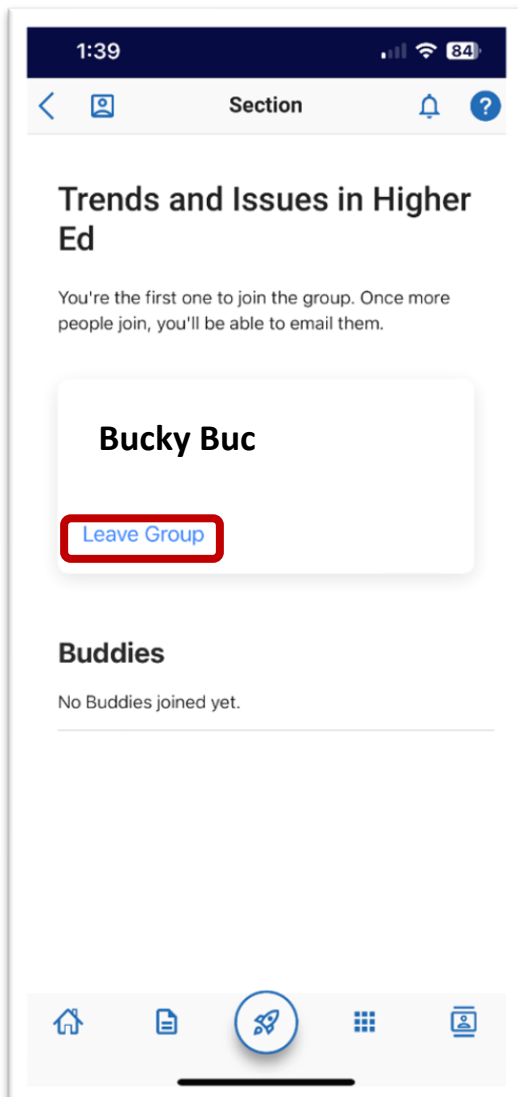 1:39
84
Section
?
Trends and Issues in Higher
Ed
You're the first one to join the group. Once more
people join, you'll be able to email them.
Bucky Buc
Leave Group
Buddies
No Buddies joined yet.